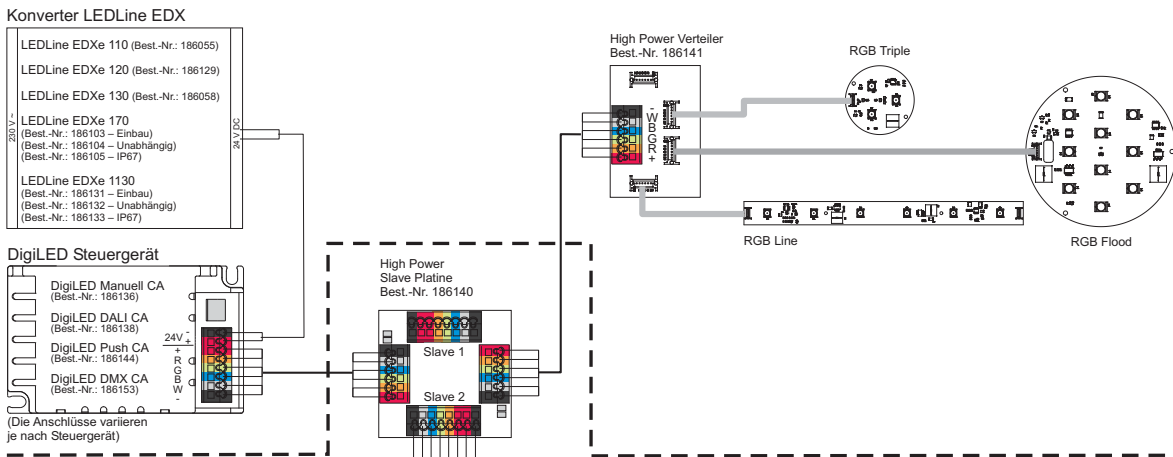 Konverter LEDLine EDX
230 V ~
LEDLine EDXe 110 (Best.-Nr.: 186055)
LEDLine EDXe 120 (Best.-Nr.: 186129)
LEDLine EDXe 130 (Best.-Nr.: 186058)
LEDLine EDXe 170
(Best.-Nr.: 186103 – Einbau)
(Best.-Nr.: 186104 – Unabhängig)
(Best.-Nr.: 186105 – IP67)
LEDLine EDXe 1130
(Best.-Nr.: 186131 – Einbau)
(Best.-Nr.: 186132 – Unabhängig)
(Best.-Nr.: 186133 – IP67)
24 V DC
DigiLED Steuergerät
DigiLED Manuell CA
(Best.-Nr.: 186136)
DigiLED DALI CA
(Best.-Nr.: 186138)
DigiLED Push CA
(Best.-Nr.: 186144)
DigiLED DMX CA
(Best.-Nr.: 186153)
24V
-
+
+
R
G
B
W
-
(Die Anschlüsse variieren
je nach Steuergerät)
High Power
Slave Platine
Best.-Nr. 186140
Slave 1
Slave 2
High Power Verteiler
Best.-Nr. 186141
-
W
B
G
R
+
RGB Triple
RGB Line
RGB Flood